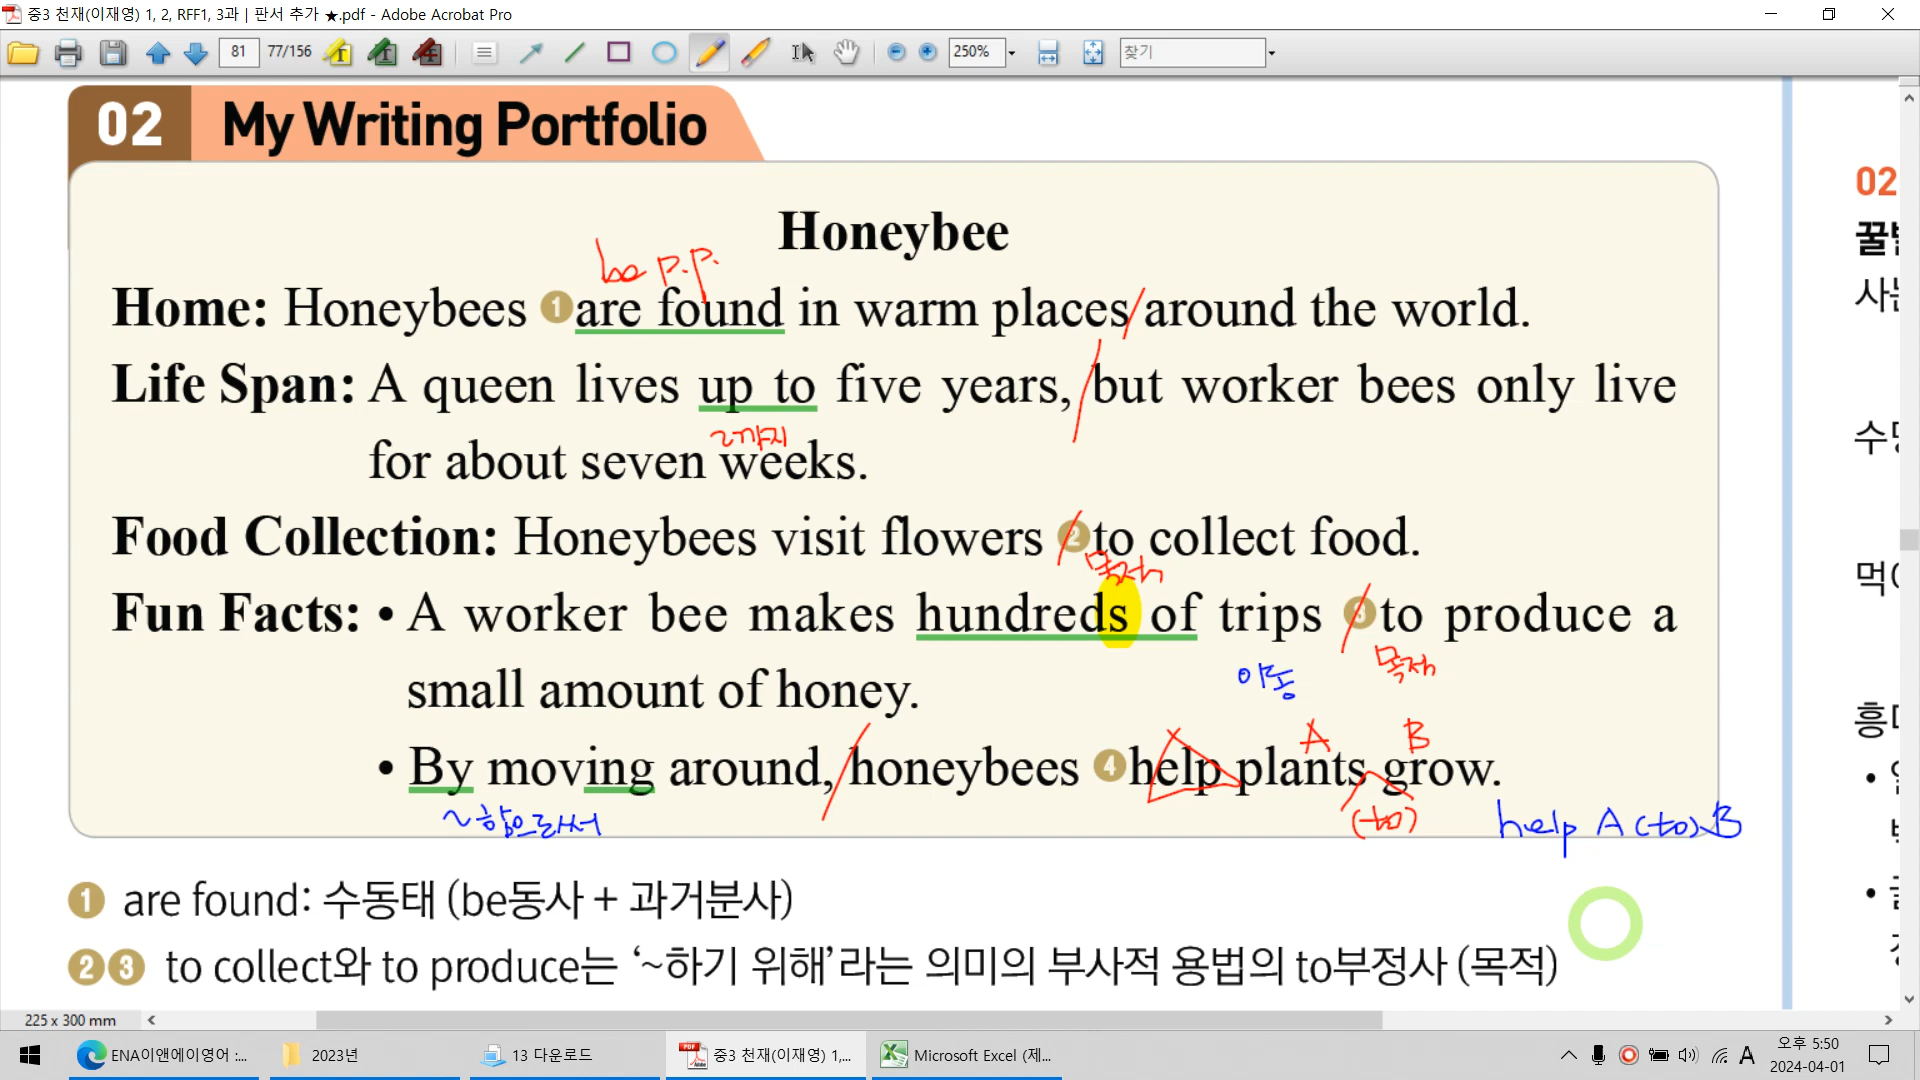 중3 천재(이재영) 1, 2, RFF1, 3과 | 판서 추가 ★.pdf - Adobe Acrobat Pro
81 77/156 250% 찾기
02 My Writing Portfolio
Honeybee
be p.p.
Home: Honeybees ①are found in warm places around the world.
Life Span: A queen lives up to five years, but worker bees only live
~까지
for about seven weeks.
Food Collection: Honeybees visit flowers ②to collect food.
목적
Fun Facts: • A worker bee makes hundreds of trips ③to produce a
이동 목적
small amount of honey.
A B
• By moving around, honeybees ④help plants grow.
~함으로써 (to) help A (to) B
① are found: 수동태 (be동사 + 과거분사)
②③ to collect와 to produce는 ‘~하기 위해’라는 의미의 부사적 용법의 to부정사 (목적)
02
사는
수명
225 x 300 mm
ENA이앤에이영어 :...
2023년
13 다운로드
중3 천재(이재영) 1,...
Microsoft Excel (제...
A
오후 5:50
2024-04-01